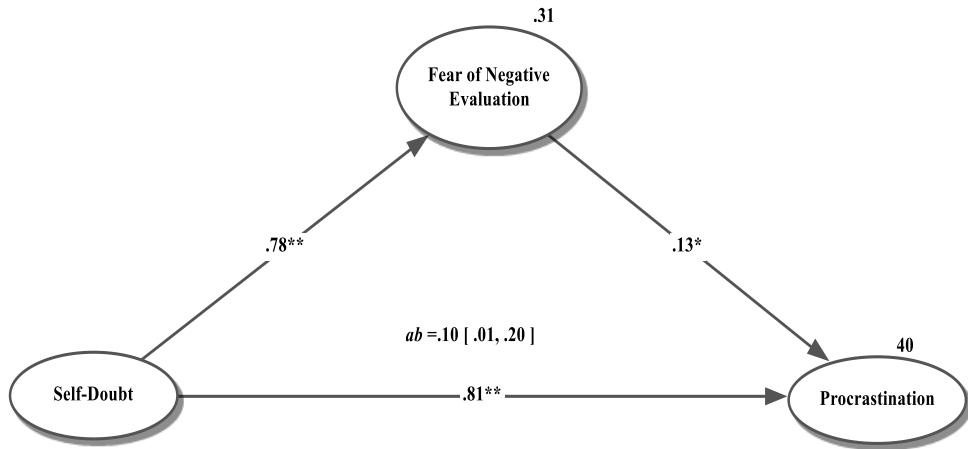 .31
Fear of Negative
Evaluation
.78**
.13*
ab =.10 [ .01, .20 ]
40
Self-Doubt
.81**
Procrastination